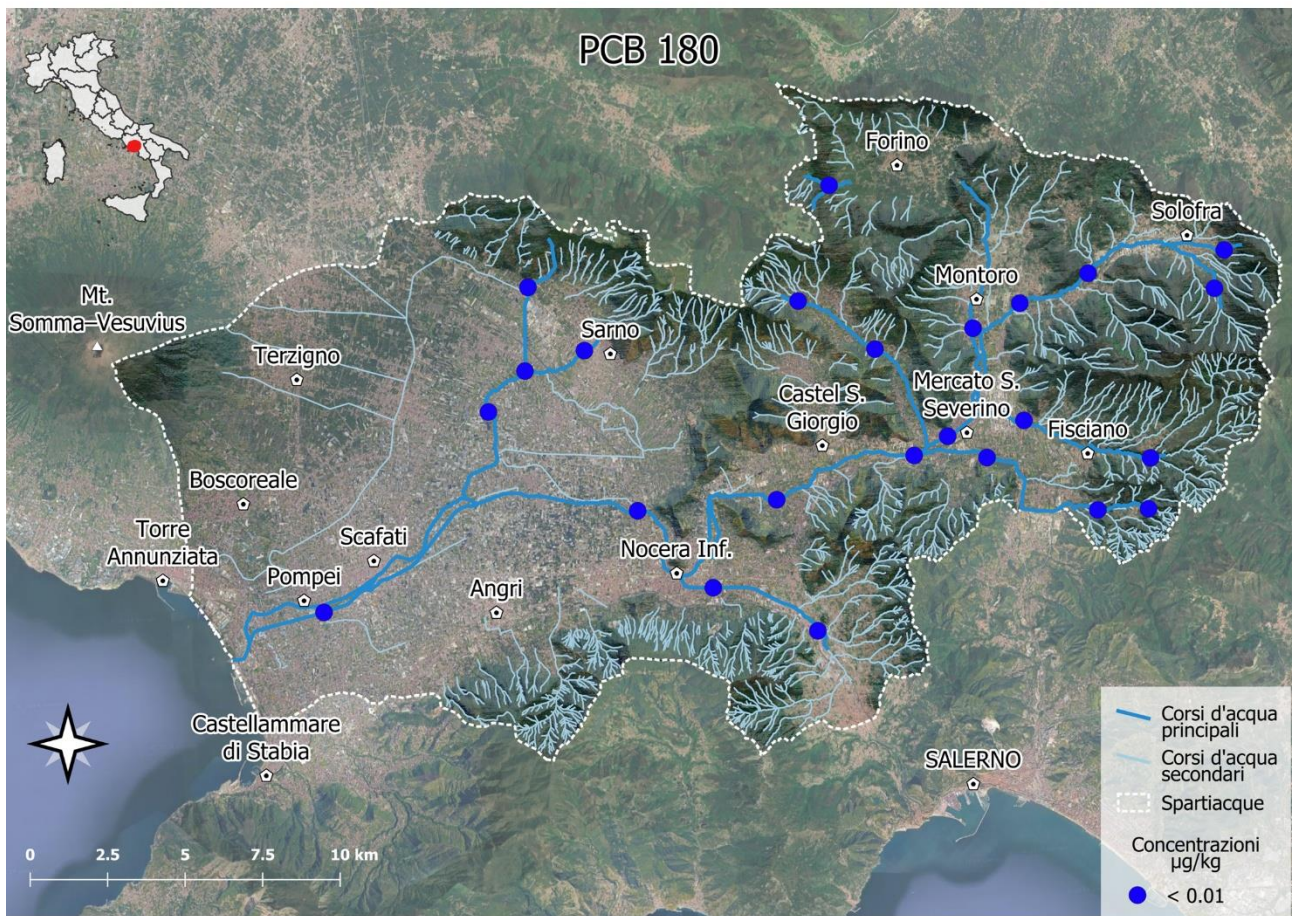 PCB 180
Forino
Solofra
Montoro
Mt.
Somma–Vesuvius
Sarno
Terzigno
Mercato S.
Severino
Castel S.
Giorgio
Fisciano
Boscoreale
Torre
Annunziata
Scafati
Nocera Inf.
Pompei
Angri
Castellammare
di Stabia
SALERNO
Corsi d'acqua
principali
Corsi d'acqua
secondari
Spartiacque
Concentrazioni
µg/kg
< 0.01
0 2.5 5 7.5 10 km